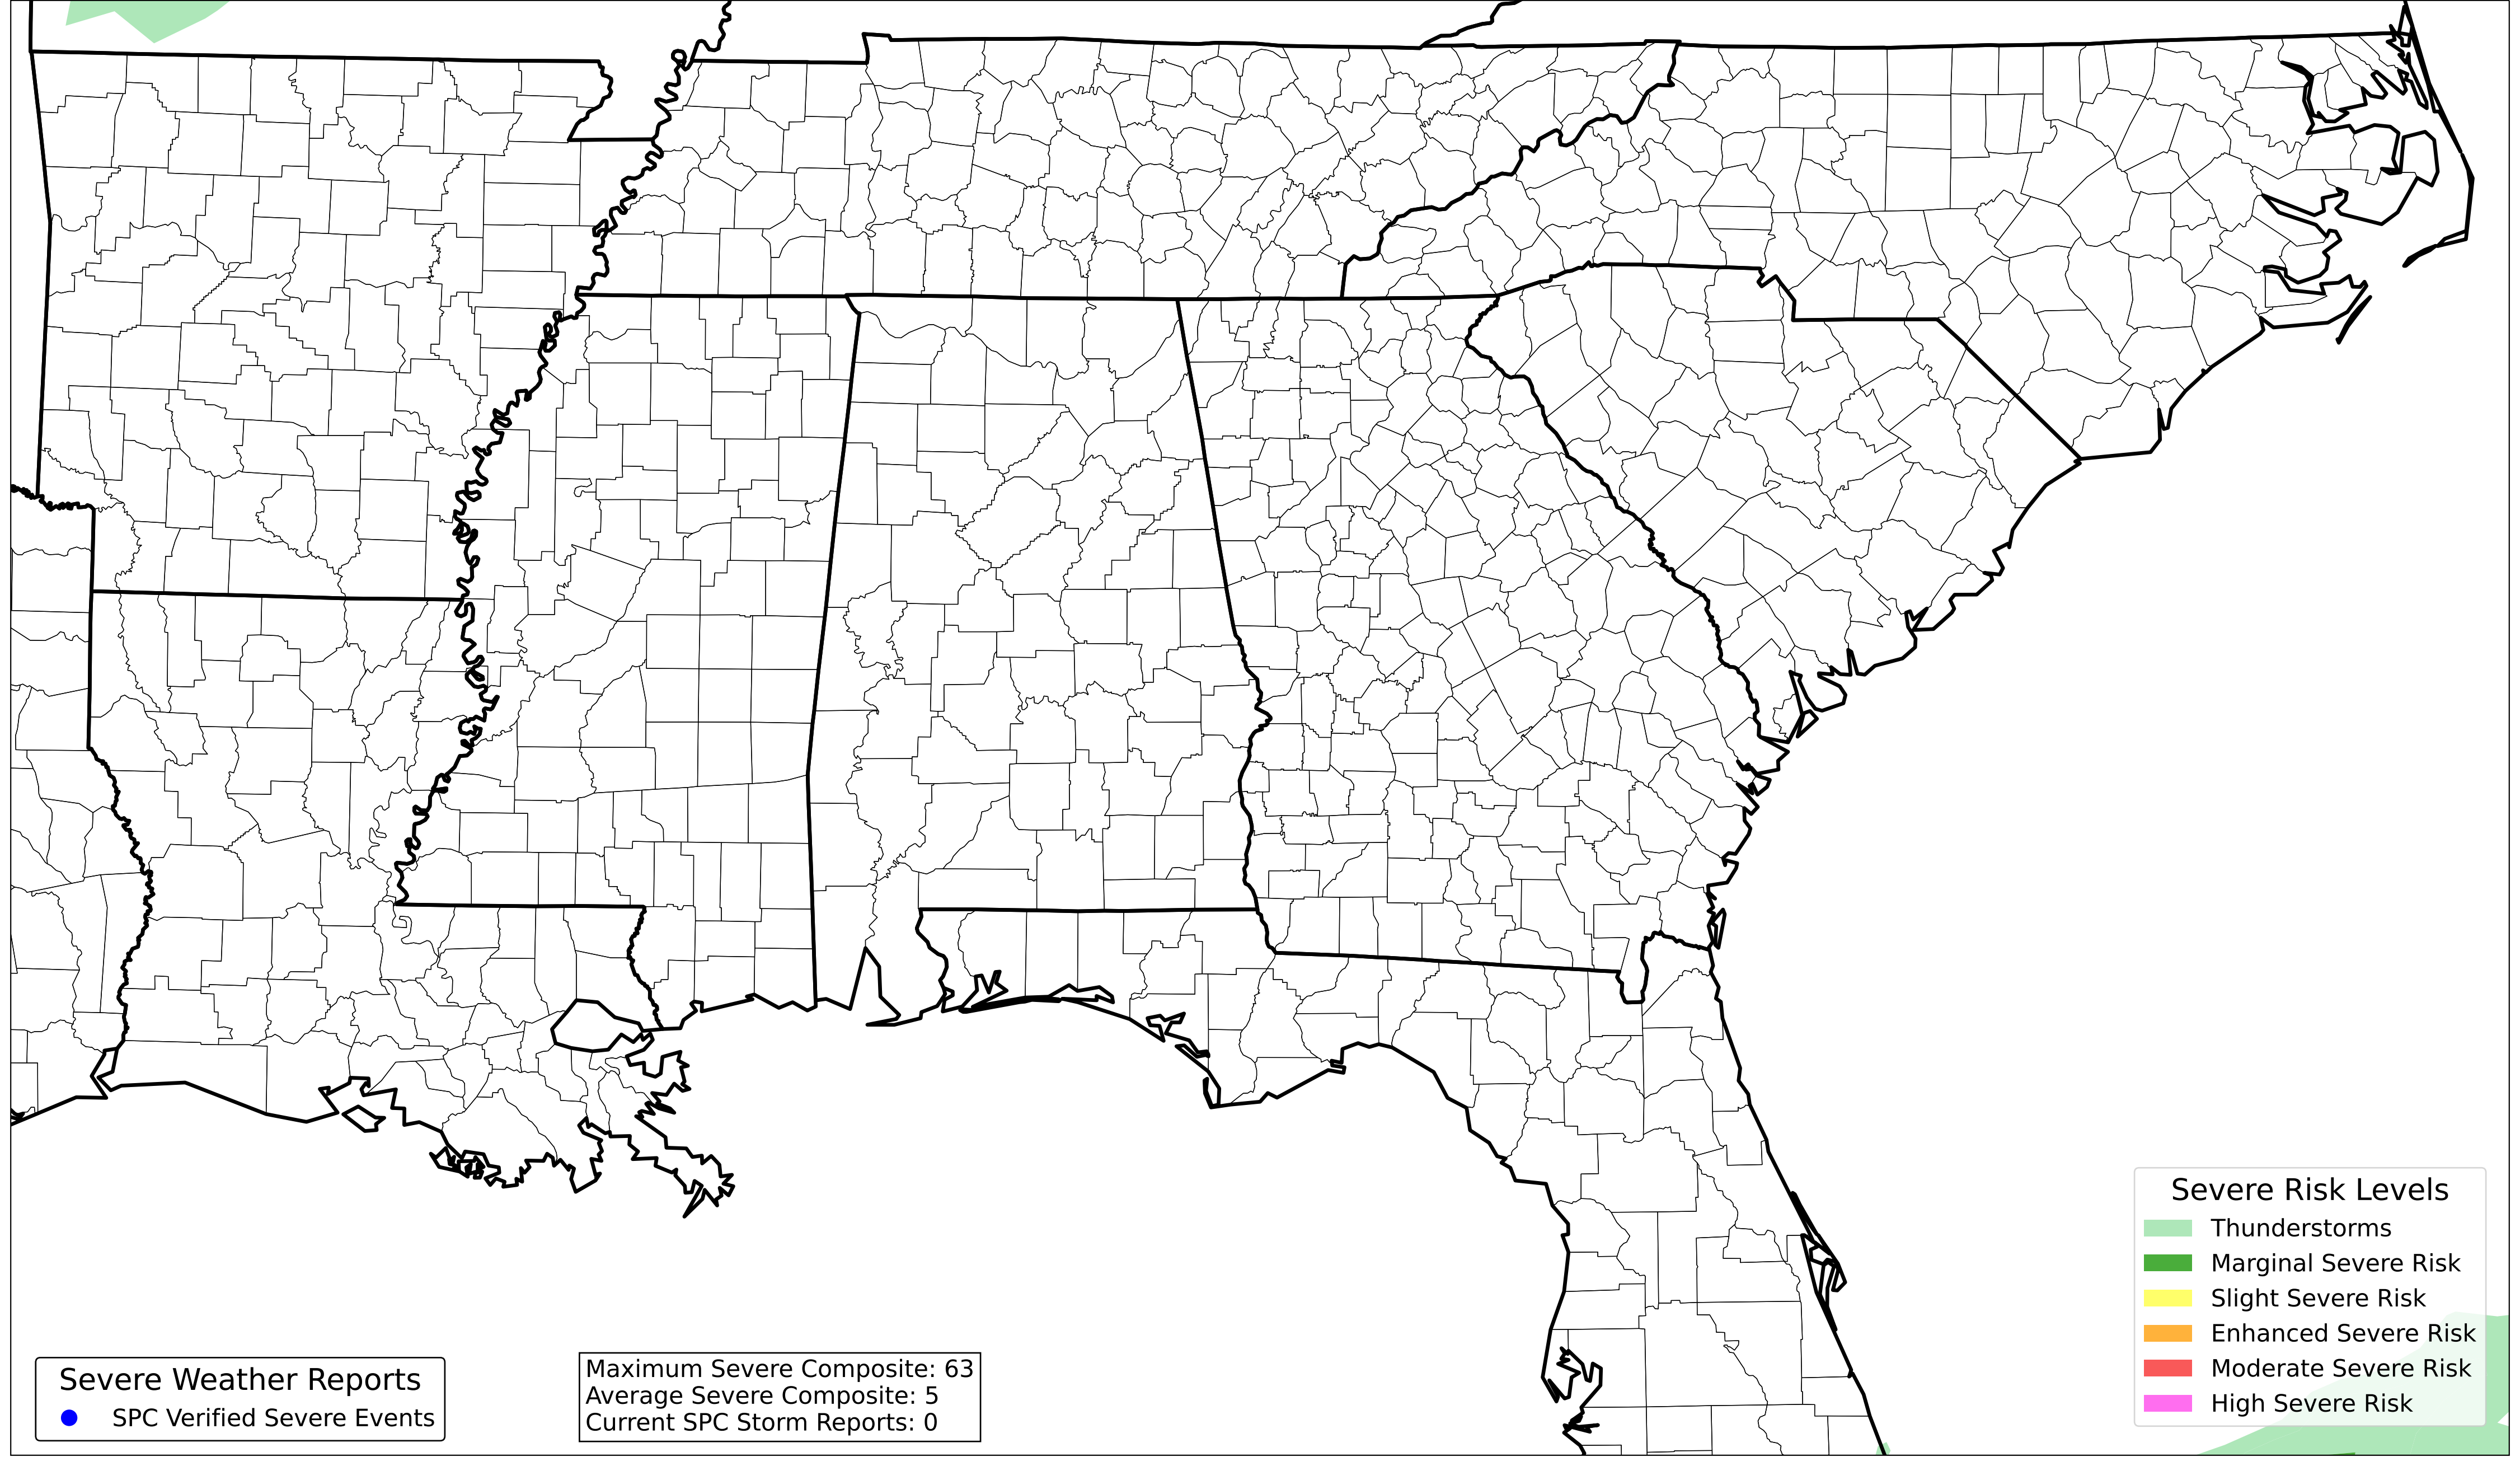 Severe Risk Levels
Thunderstorms
Marginal Severe Risk
Slight Severe Risk
Enhanced Severe Risk
Moderate Severe Risk
High Severe Risk
Severe Weather Reports
SPC Verified Severe Events
Maximum Severe Composite: 63
Average Severe Composite: 5
Current SPC Storm Reports: 0